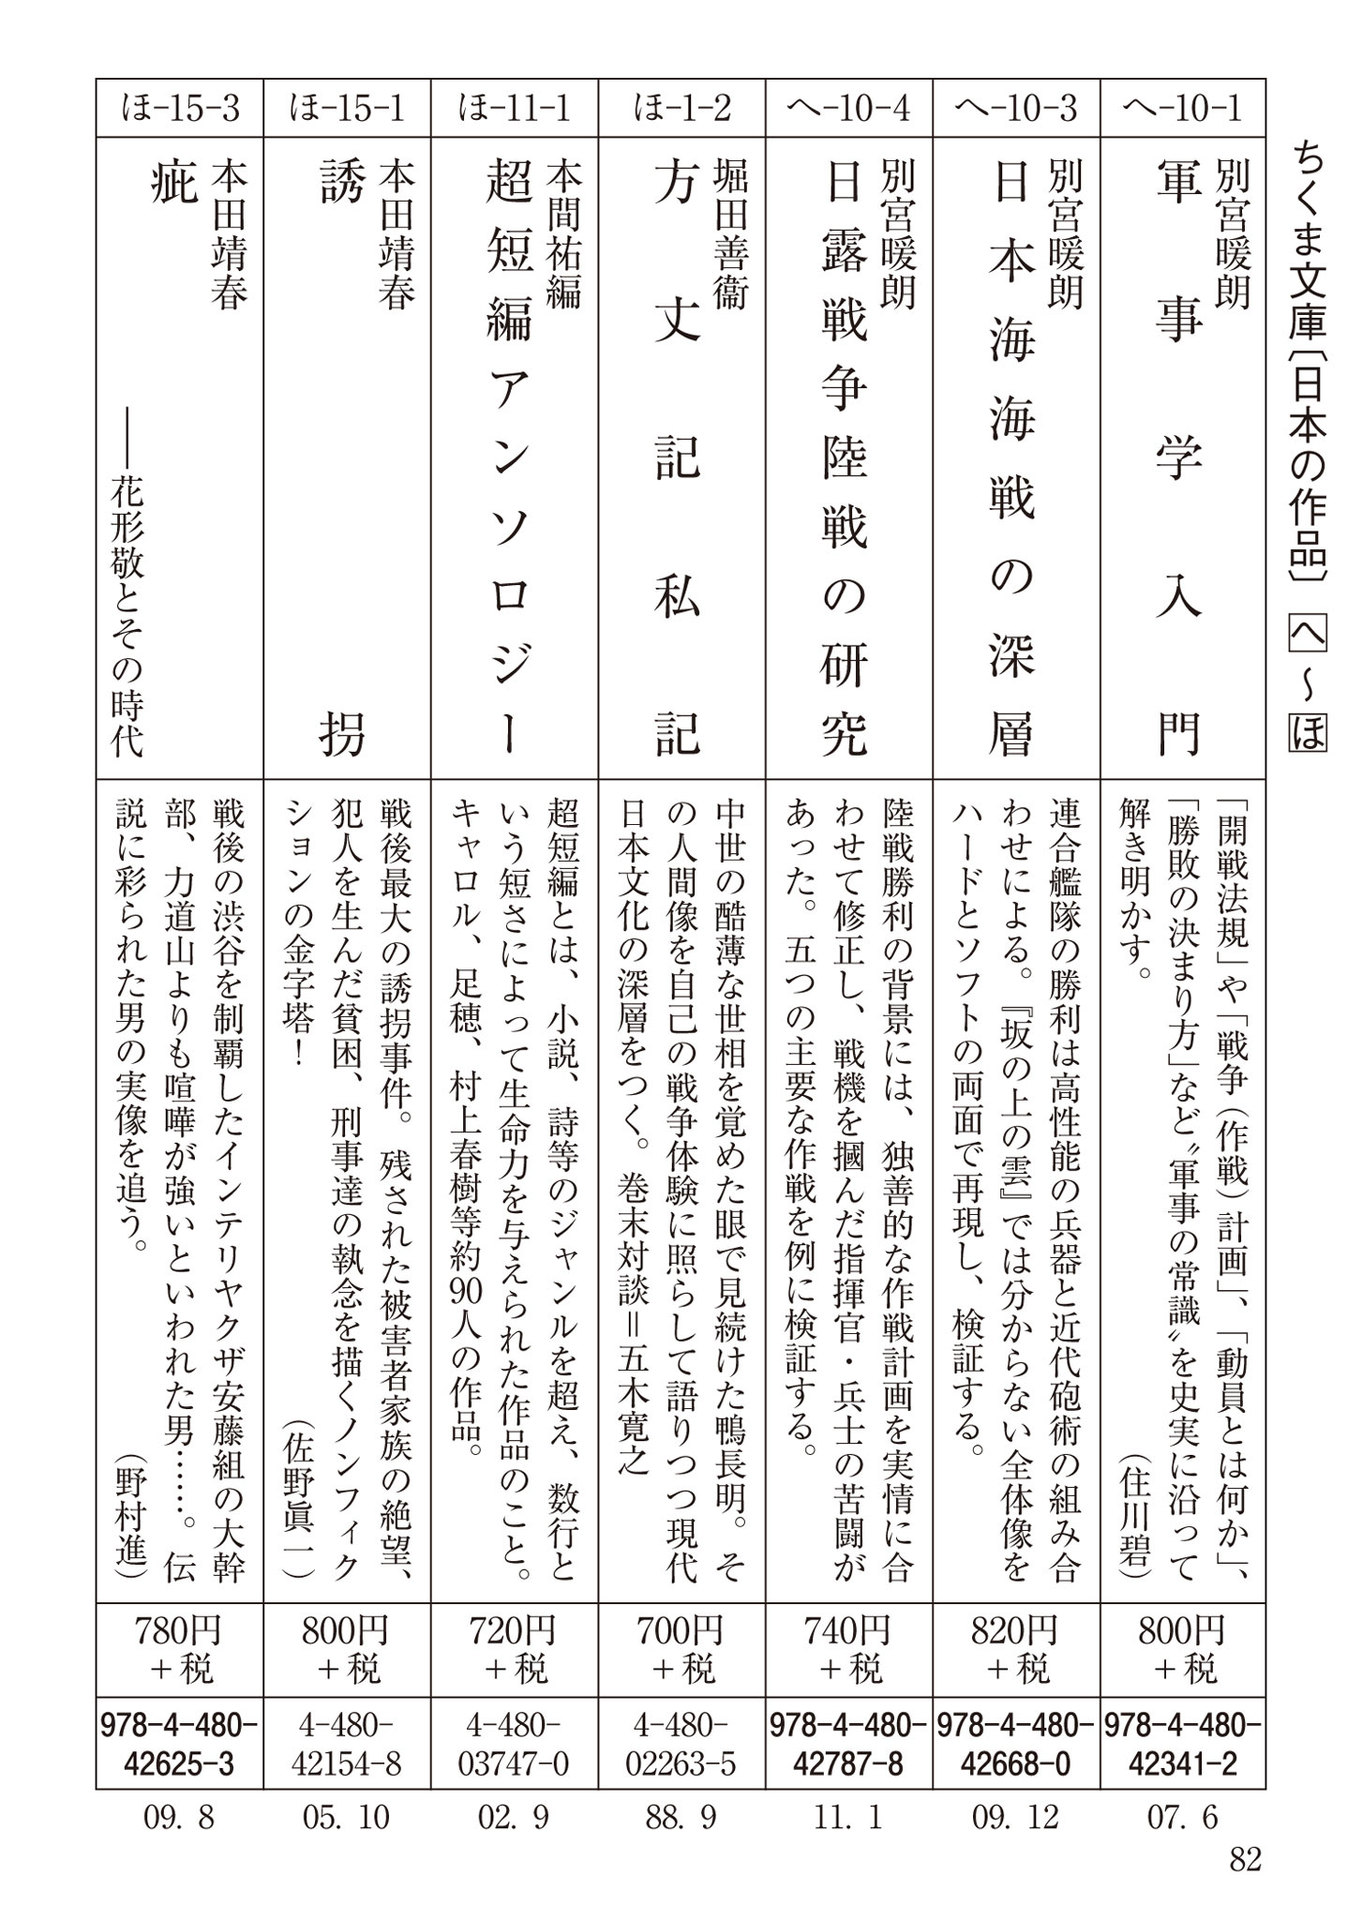 ちくま文庫〔日本の作品〕 へ〜ほ
へ-10-1
別宮暖朗
軍事学入門
「開戦法規」や「戦争(作戦)計画」、「動員とは何か」、
「勝敗の決まり方」など〝軍事の常識〟を史実に沿って
解き明かす。
(住川碧)
800円
+税
978-4-480-
42341-2
07. 6
へ-10-3
別宮暖朗
日本海海戦の深層
連合艦隊の勝利は高性能の兵器と近代砲術の組み合
わせによる。『坂の上の雲』では分からない全体像を
ハードとソフトの両面で再現し、検証する。
820円
+税
978-4-480-
42668-0
09. 12
へ-10-4
別宮暖朗
日露戦争陸戦の研究
陸戦勝利の背景には、独善的な作戦計画を実情に合
わせて修正し、戦機を摑んだ指揮官・兵士の苦闘が
あった。五つの主要な作戦を例に検証する。
740円
+税
978-4-480-
42787-8
11. 1
ほ-1-2
堀田善衞
方丈記私記
中世の酷薄な世相を覚めた眼で見続けた鴨長明。そ
の人間像を自己の戦争体験に照らして語りつつ現代
日本文化の深層をつく。巻末対談=五木寛之
700円
+税
4-480-
02263-5
88. 9
ほ-11-1
本間祐編
超短編アンソロジー
超短編とは、小説、詩等のジャンルを超え、数行と
いう短さによって生命力を与えられた作品のこと。
キャロル、足穂、村上春樹等約90人の作品。
720円
+税
4-480-
03747-0
02. 9
ほ-15-1
本田靖春
誘拐
戦後最大の誘拐事件。残された被害者家族の絶望、
犯人を生んだ貧困、刑事達の執念を描くノンフィク
ションの金字塔!
(佐野眞一)
800円
+税
4-480-
42154-8
05. 10
ほ-15-3
本田靖春
疵
――花形敬とその時代
戦後の渋谷を制覇したインテリヤクザ安藤組の大幹
部、力道山よりも喧嘩が強いといわれた男……。伝
説に彩られた男の実像を追う。
(野村進)
780円
+税
978-4-480-
42625-3
09. 8
82